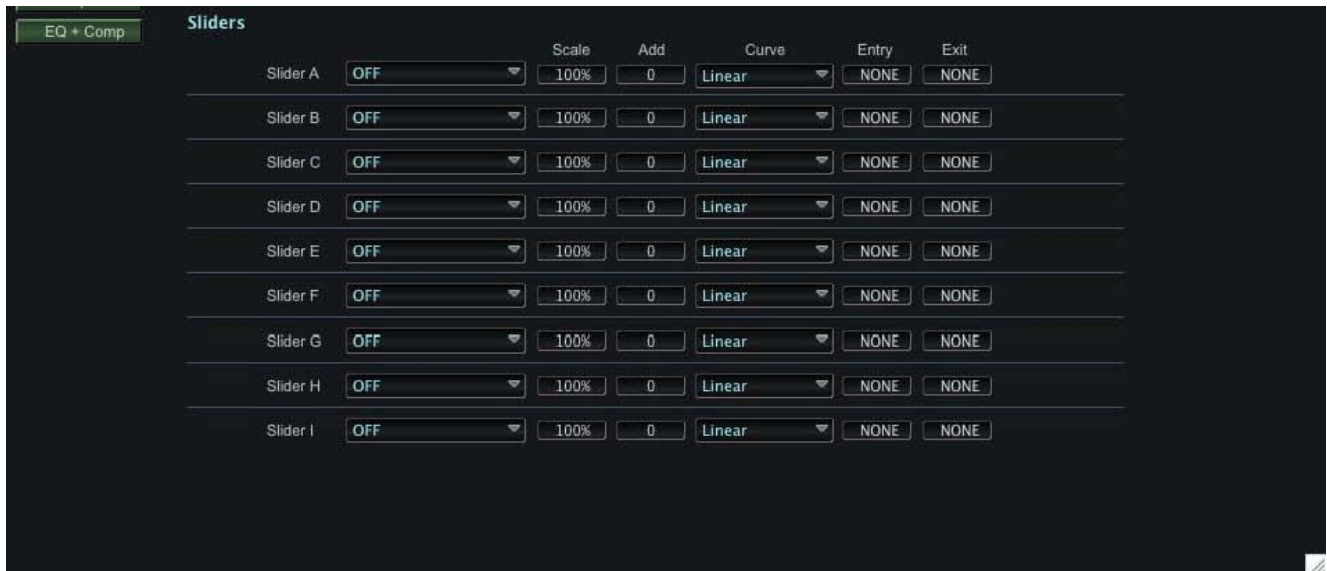 EQ + Comp
Sliders
Scale Add Curve Entry Exit
Slider A OFF 100% 0 Linear NONE NONE
Slider B OFF 100% 0 Linear NONE NONE
Slider C OFF 100% 0 Linear NONE NONE
Slider D OFF 100% 0 Linear NONE NONE
Slider E OFF 100% 0 Linear NONE NONE
Slider F OFF 100% 0 Linear NONE NONE
Slider G OFF 100% 0 Linear NONE NONE
Slider H OFF 100% 0 Linear NONE NONE
Slider I OFF 100% 0 Linear NONE NONE